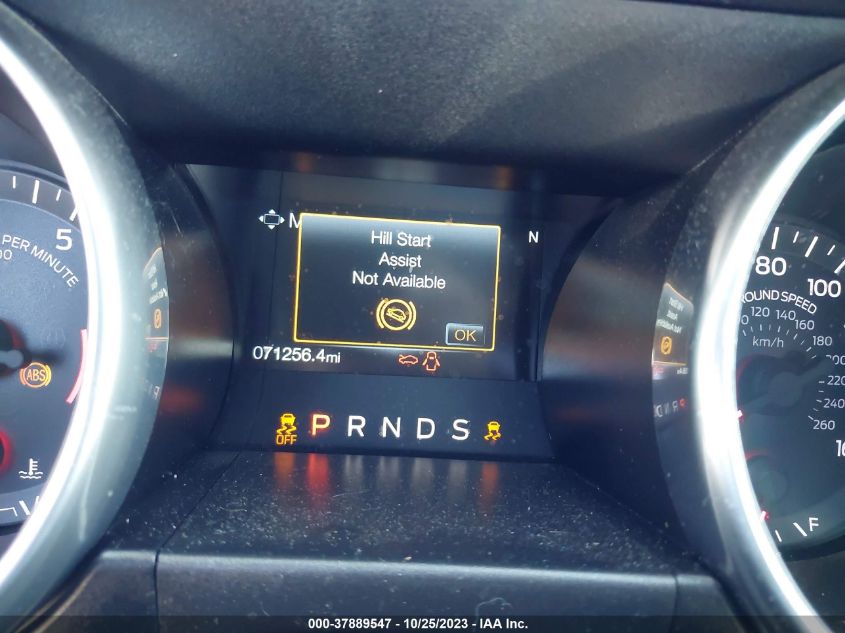 M
N
Hill Start
Assist
Not Available
OK
071256.4mi
OFF
P R N D S
5
PER MINUTE
ABS
80
100
ROUND SPEED
120
140
160
180
200
220
240
260
km/h
F
000-37889547 - 10/25/2023 - IAA Inc.